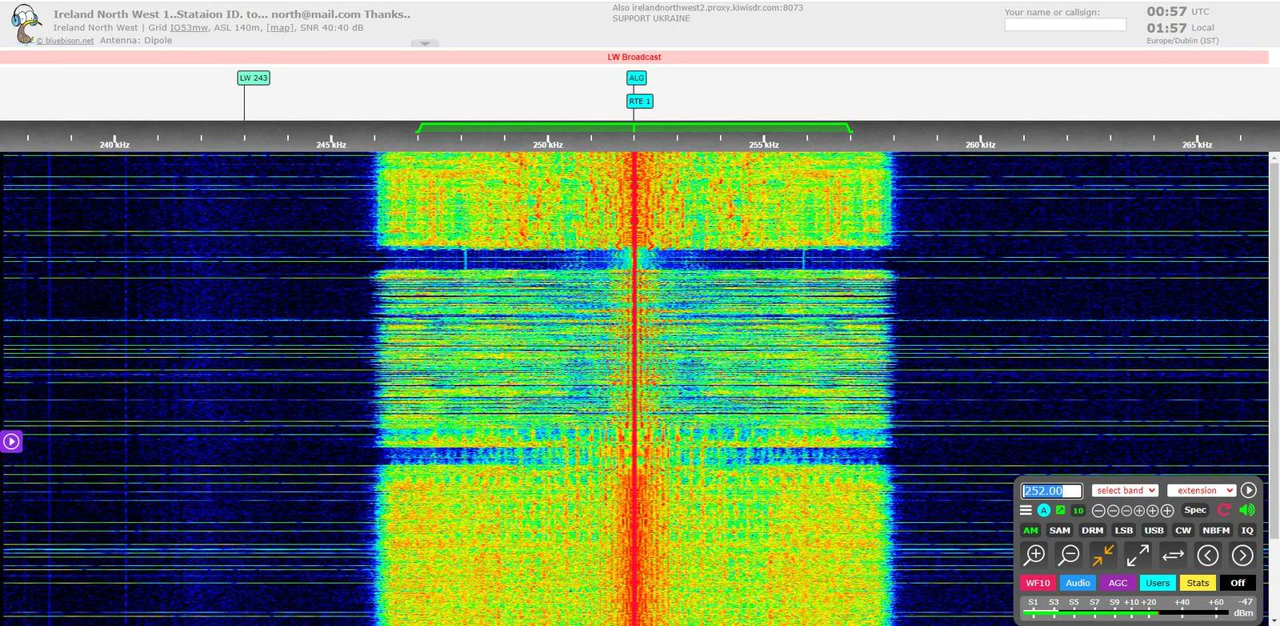 Ireland North West 1..Stataion ID. to... north@mail.com Thanks..
Ireland North West | Grid IO53mw, ASL 140m, [map], SNR 40:40 dB
© bluebison.net Antenna: Dipole
Also irelandnorthwest2.proxy.kiwisdr.com:8073
SUPPORT UKRAINE
Your name or callsign:
00:57 UTC
01:57 Local
Europe/Dublin (IST)
LW Broadcast
LW 243
ALG
RTE 1
240 kHz 245 kHz 250 kHz 255 kHz 260 kHz 265 kHz
252.00 select band extension
A 10 Spec
AM SAM DRM LSB USB CW NBFM IQ
WF10 Audio AGC Users Stats Off
S1 S3 S5 S7 S9 +10 +20 +40 +60 -47
dBm